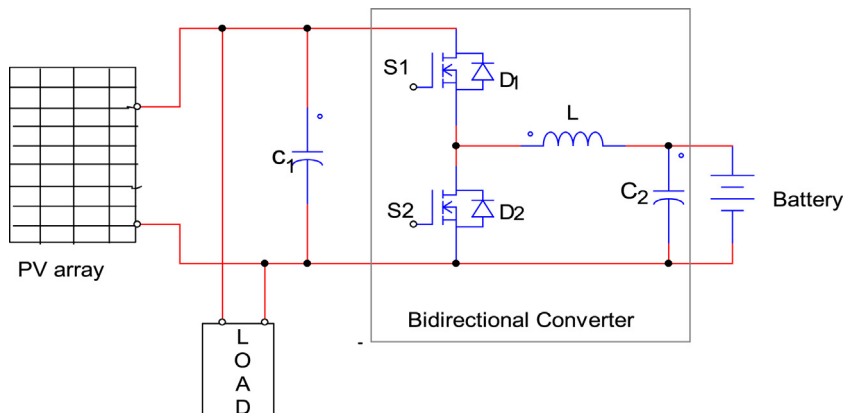 S1
D1
L
C1
C2
S2
D2
Battery
PV array
Bidirectional Converter
L
O
A
D